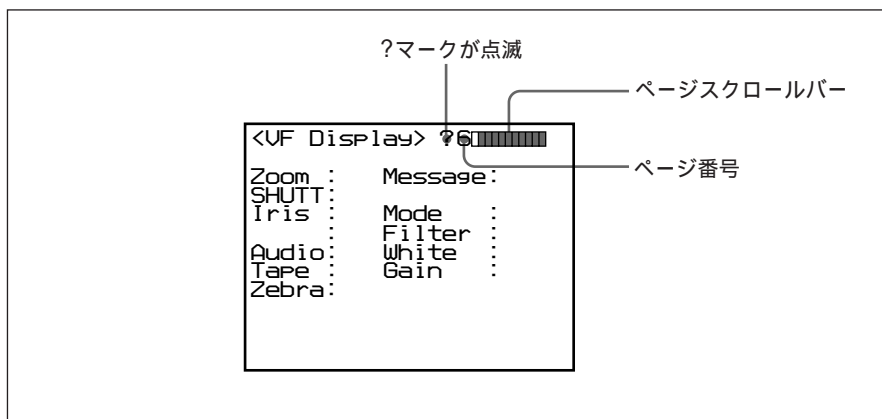 ?マークが点滅
ページスクロールバー
<VF Display> ?6
ページ番号
Zoom : Message:
SHUTT:
Iris : Mode :
: Filter :
Audio: White :
Tape : Gain :
Zebra: